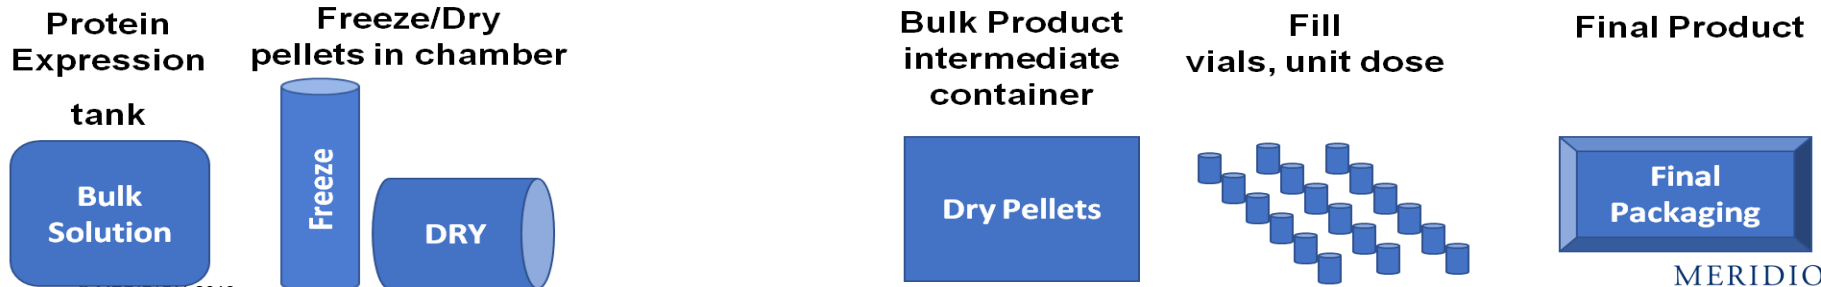 Protein
Expression
tank
Bulk
Solution
Freeze/Dry
pellets in chamber
Freeze
DRY
Bulk Product
intermediate
container
Dry Pellets
Fill
vials, unit dose
Final Product
Final
Packaging
MERIDIO